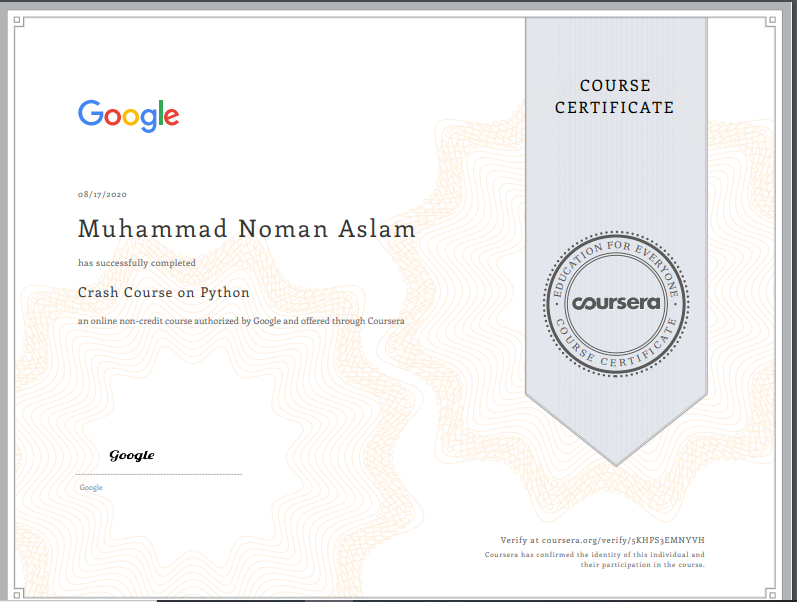 COURSE
CERTIFICATE
Google
08/17/2020
Muhammad Noman Aslam
has successfully completed
Crash Course on Python
an online non-credit course authorized by Google and offered through Coursera
EDUCATION FOR EVERYONE
coursera
COURSE CERTIFICATE
Google
Google
Verify at coursera.org/verify/5KHPS3EMNYVH
Coursera has confirmed the identity of this individual and
their participation in the course.